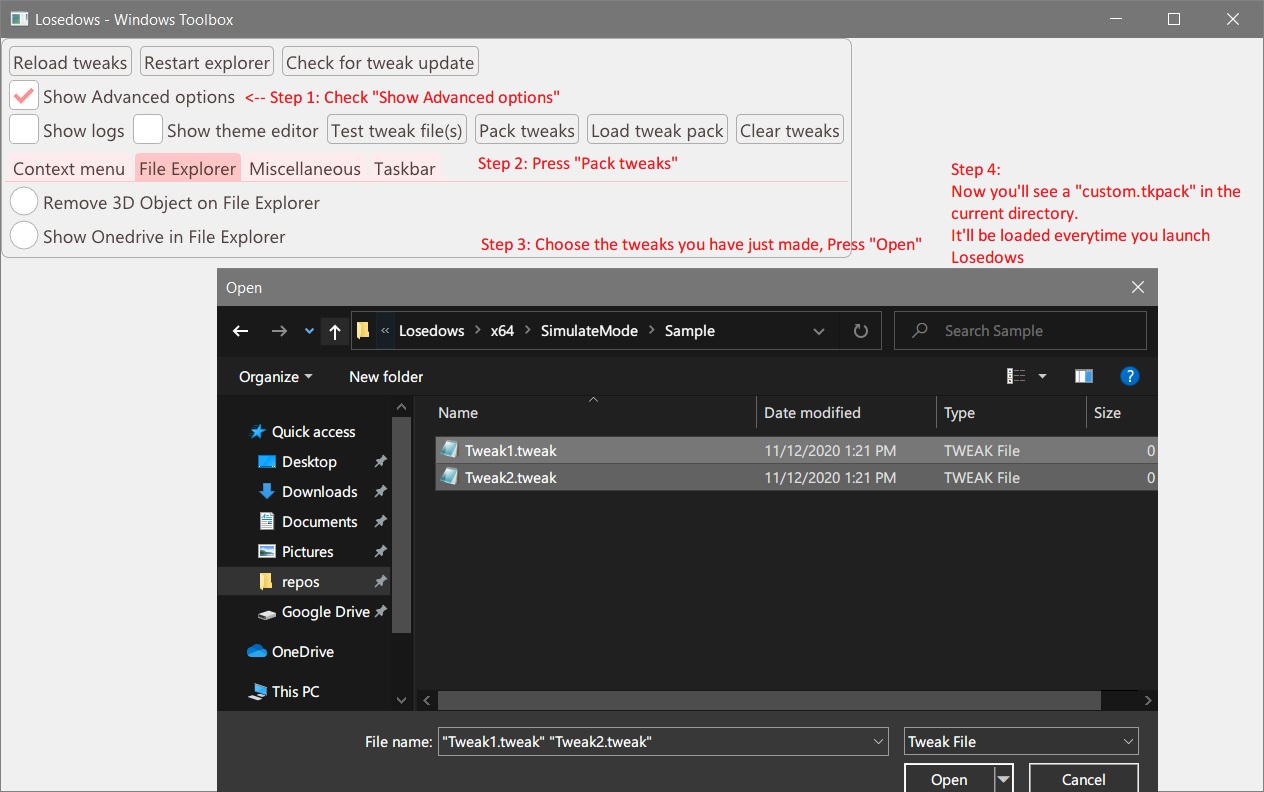 Losedows - Windows Toolbox
Reload tweaks Restart explorer Check for tweak update
Show Advanced options <-- Step 1: Check "Show Advanced options"
Show logs Show theme editor Test tweak file(s) Pack tweaks Load tweak pack Clear tweaks
Context menu File Explorer Miscellaneous Taskbar
Step 2: Press "Pack tweaks"
Remove 3D Object on File Explorer
Show Onedrive in File Explorer
Step 3: Choose the tweaks you have just made, Press "Open"
Step 4:
Now you'll see a "custom.tkpack" in the
current directory.
It'll be loaded everytime you launch
Losedows
Open
« Losedows > x64 > SimulateMode > Sample
Search Sample
Organize New folder
Name Date modified Type Size
Quick access
Desktop
Downloads
Documents
Pictures
repos
Google Drive
OneDrive
This PC
Tweak1.tweak 11/12/2020 1:21 PM TWEAK File 0
Tweak2.tweak 11/12/2020 1:21 PM TWEAK File 0
File name: "Tweak1.tweak" "Tweak2.tweak" Tweak File
Open Cancel